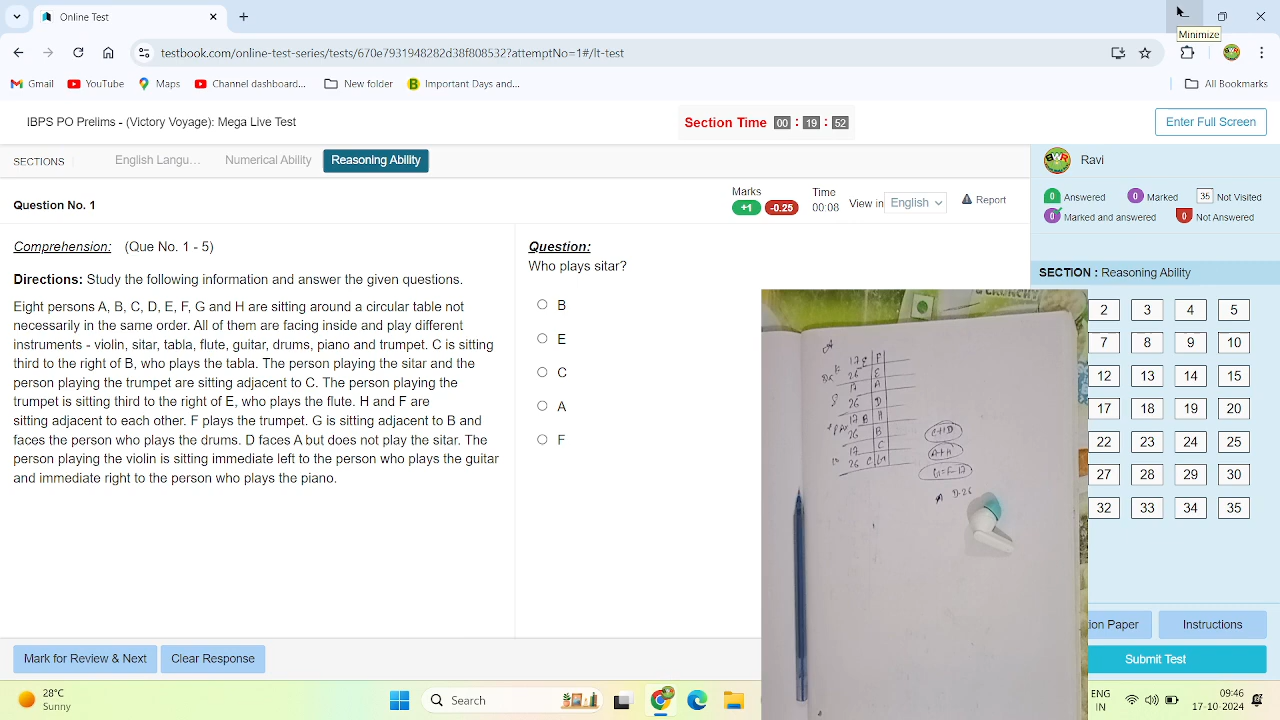 Online Test
Minimize
testbook.com/online-test-series/tests/670e7931948282d38f808532?attemptNo=1#/lt-test
Gmail
YouTube
Maps
Channel dashboard...
New folder
Important Days and...
All Bookmarks
IBPS PO Prelims - (Victory Voyage): Mega Live Test
Section Time 00 : 19 : 52
Enter Full Screen
SECTIONS
English Langu...
Numerical Ability
Reasoning Ability
Ravi
Question No. 1
Marks
+1 -0.25
Time
00:08
View in English
Report
0 Answered
0 Marked
35 Not Visited
0 Marked and answered
0 Not Answered
Comprehension: (Que No. 1 - 5)
Directions: Study the following information and answer the given questions.
Eight persons A, B, C, D, E, F, G and H are sitting around a circular table not
necessarily in the same order. All of them are facing inside and play different
instruments - violin, sitar, tabla, flute, guitar, drums, piano and trumpet. C is sitting
third to the right of B, who plays the tabla. The person playing the sitar and the
person playing the trumpet are sitting adjacent to C. The person playing the
trumpet is sitting third to the right of E, who plays the flute. H and F are
sitting adjacent to each other. F plays the trumpet. G is sitting adjacent to B and
faces the person who plays the drums. D faces A but does not play the sitar. The
person playing the violin is sitting immediate left to the person who plays the guitar
and immediate right to the person who plays the piano.
Question:
Who plays sitar?
B
E
C
A
F
SECTION : Reasoning Ability
2 3 4 5
7 8 9 10
12 13 14 15
17 18 19 20
22 23 24 25
27 28 29 30
32 33 34 35
& CRUNCHY
A
17 E F
26 E
A A
26 D
17 B H
26 B
17 C
26 C
C+1D
A+H
G=F-17
D-26
Mark for Review & Next
Clear Response
ion Paper
Instructions
Submit Test
28°C
Sunny
Search
ENG
IN
09:46
17-10-2024